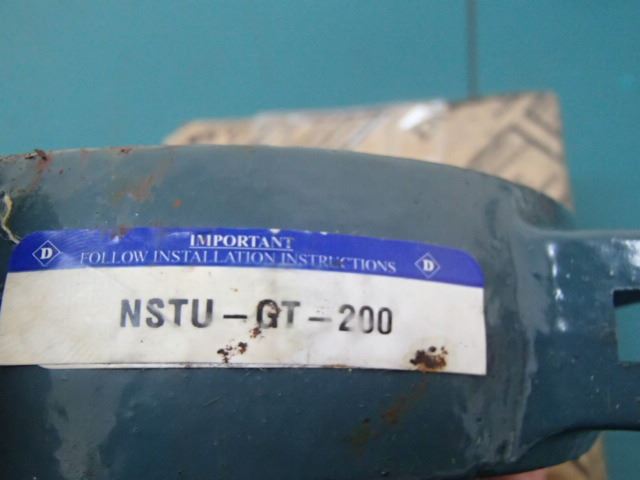 IMPORTANT
D FOLLOW INSTALLATION INSTRUCTIONS D
NSTU-GT-200